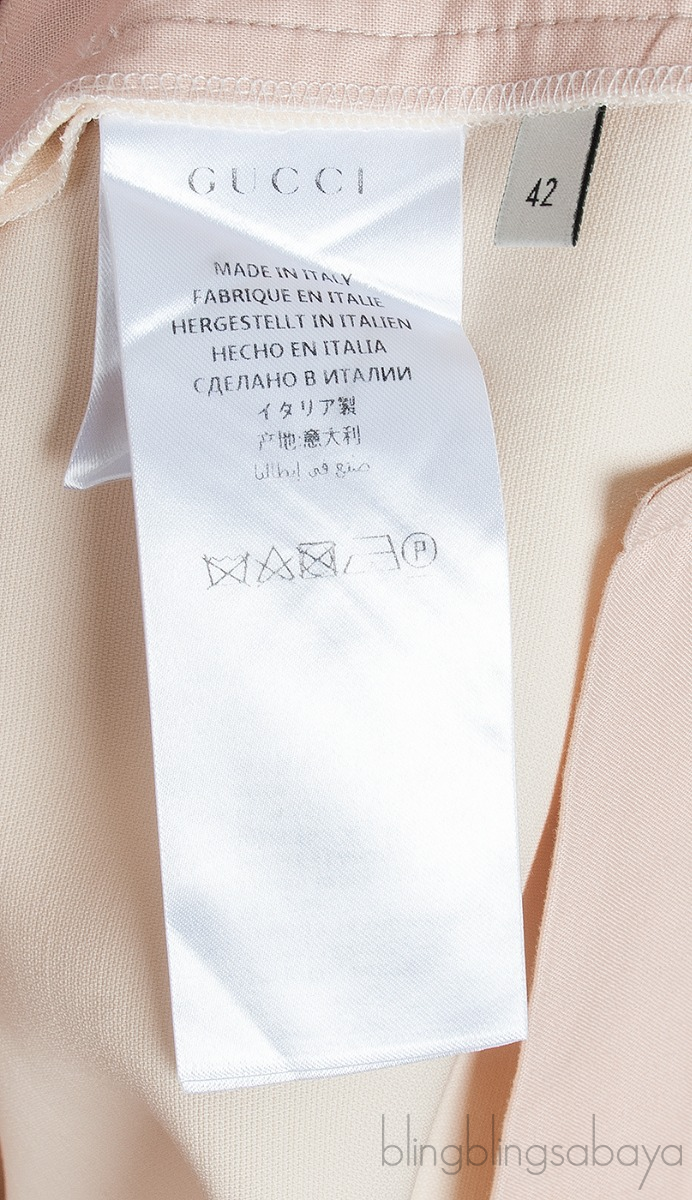 GUCCI
42
MADE IN ITALY
FABRIQUE EN ITALIE
HERGESTELLT IN ITALIEN
HECHO EN ITALIA
СДЕЛАНО В ИТАЛИИ
イタリア製
产地:意大利
صنع في إيطاليا
P
blingblingsabaya